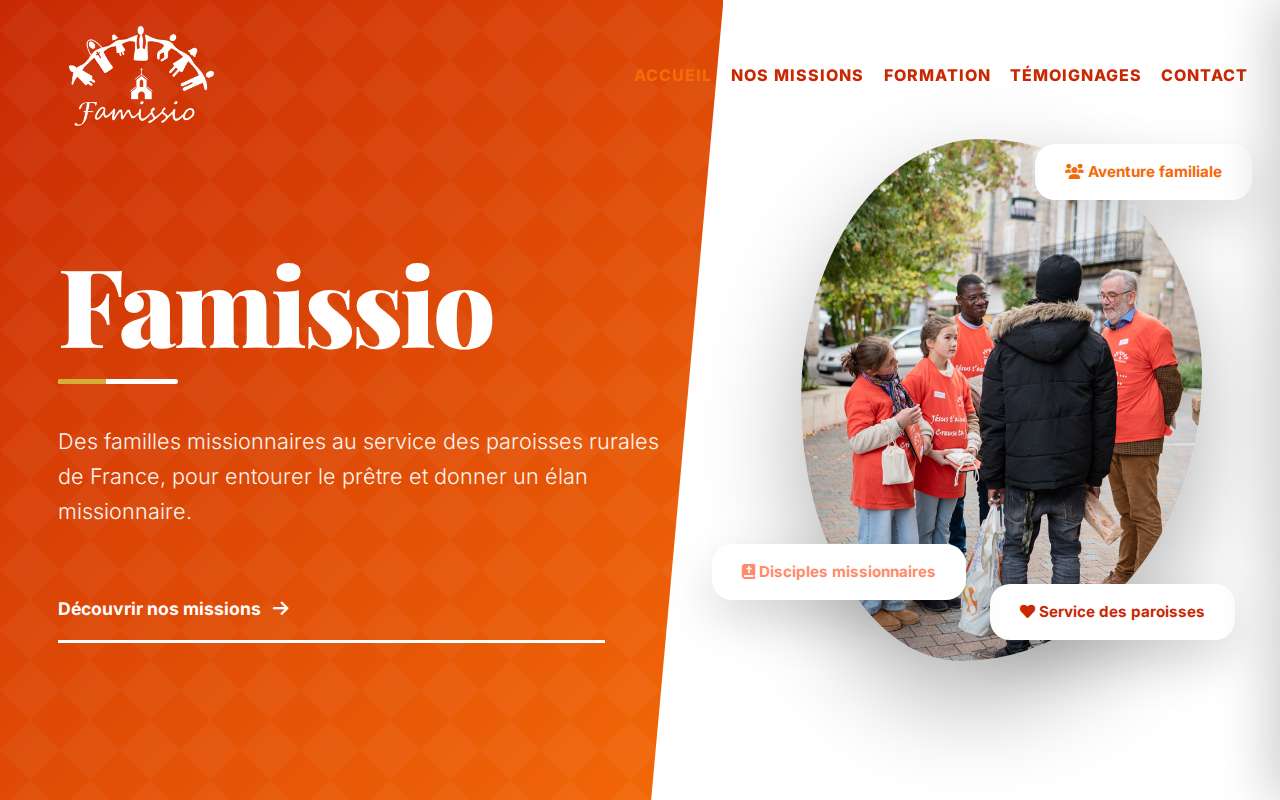 Famissio
ACCUEIL NOS MISSIONS FORMATION TÉMOIGNAGES CONTACT
Aventure familiale
Famissio
Des familles missionnaires au service des paroisses rurales
de France, pour entourer le prêtre et donner un élan
missionnaire.
Découvrir nos missions
Disciples missionnaires
Service des paroisses